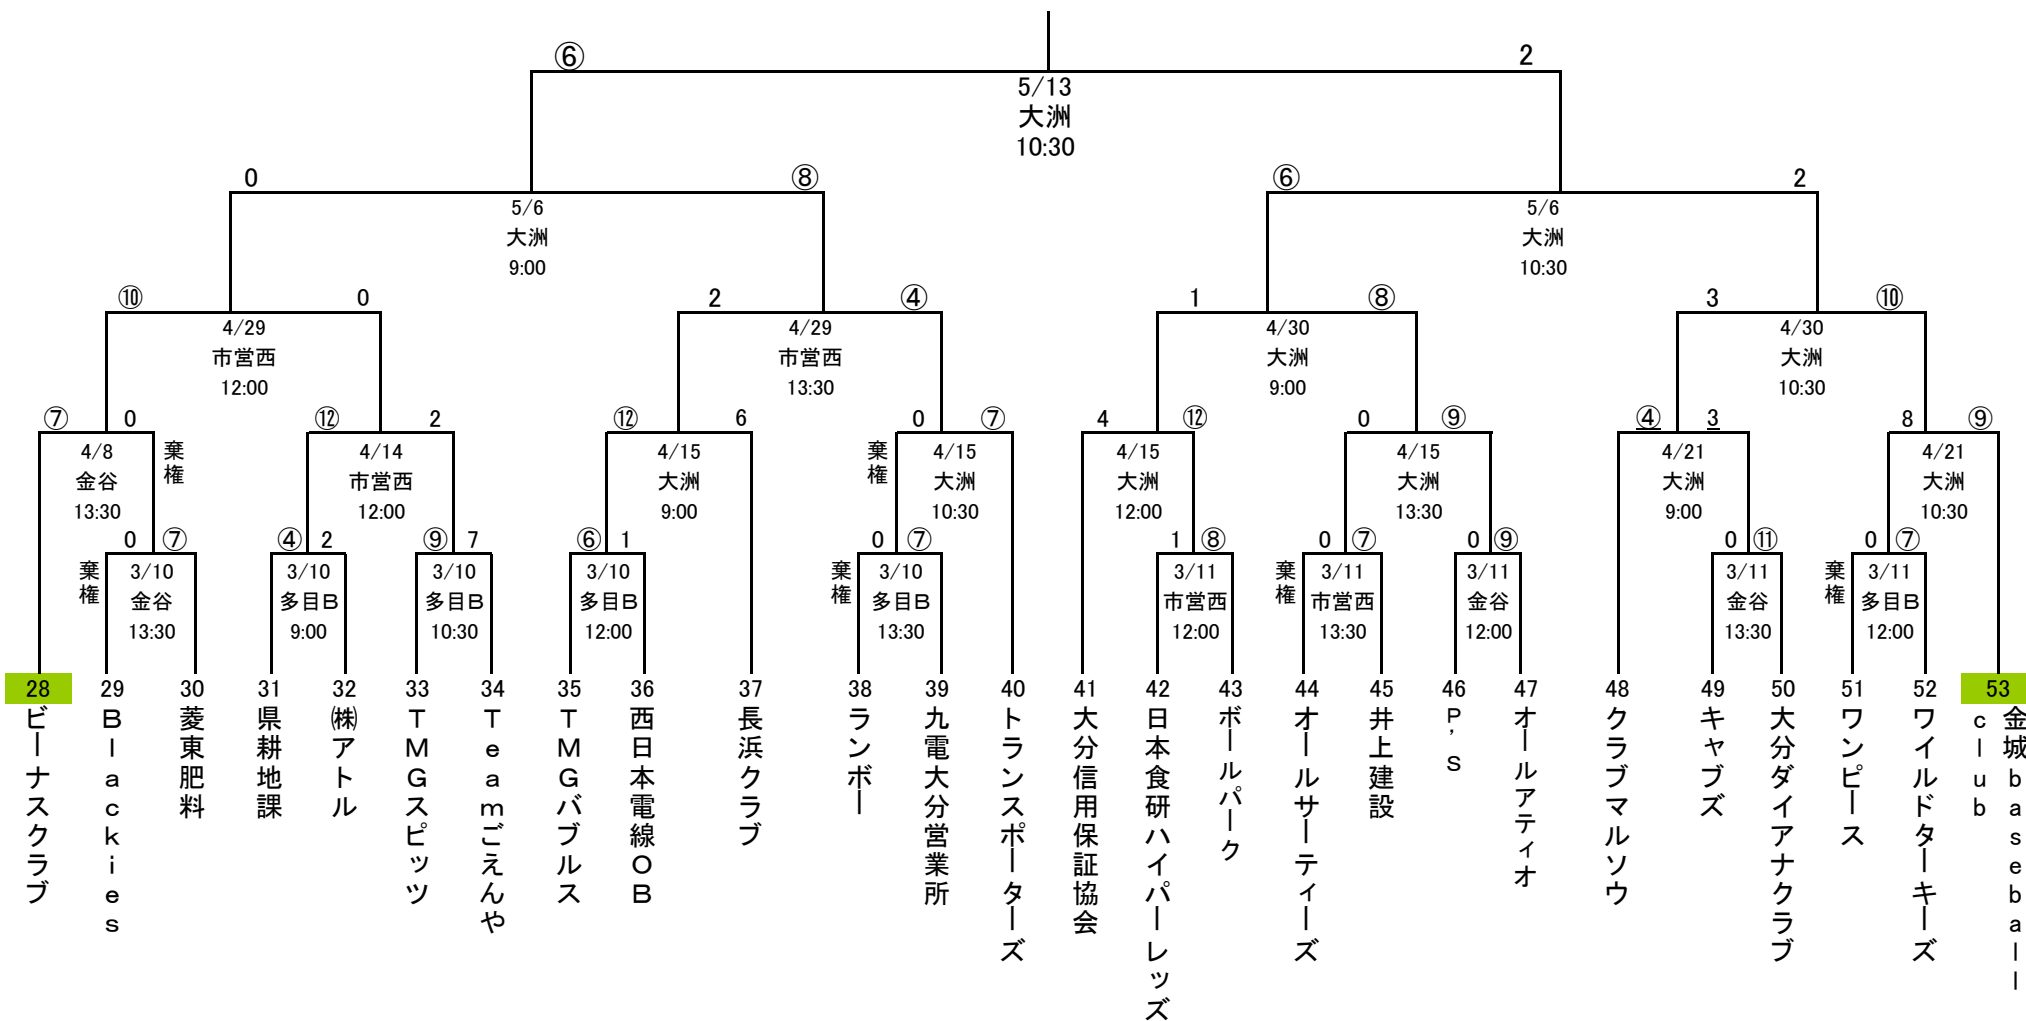 ⑥ 2
5/13
大洲
10:30
0 ⑧ ⑥ 2
5/6 5/6
大洲 大洲
9:00 10:30
⑩ 0 2 ④ 1 ⑧ 3 ⑩
4/29 4/29 4/30 4/30
市営西 市営西 大洲 大洲
12:00 13:30 9:00 10:30
⑦ 0 ⑫ 2 ⑫ 6 0 ⑦ 4 ⑫ 0 ⑨ ④ 3 8 ⑨
4/8 棄権 4/14 4/15 棄権 4/15 4/15 4/15 4/21 4/21
金谷 市営西 大洲 大洲 大洲 大洲 大洲 大洲
13:30 12:00 9:00 10:30 12:00 13:30 9:00 10:30
0 ⑦ ④ 2 ⑨ 7 ⑥ 1 0 ⑦ 1 ⑧ 0 ⑦ 0 ⑨ 0 ⑪ 0 ⑦
棄権 3/10 3/10 3/10 3/10 棄権 3/10 3/11 棄権 3/11 3/11 3/11 棄権 3/11
金谷 多目B 多目B 多目B 多目B 市営西 市営西 金谷 金谷 多目B
13:30 9:00 10:30 12:00 13:30 12:00 13:30 12:00 13:30 12:00
28 29 30 31 32 33 34 35 36 37 38 39 40 41 42 43 44 45 46 47 48 49 50 51 52 53
ビーナスクラブ
Blackies
菱東肥料
県耕地課
㈱アトル
TMGスピッツ
Teamごえんや
TMGバブルス
西日本電線OB
長浜クラブ
ランボー
九電大分営業所
トランスポーターズ
大分信用保証協会
日本食研ハイパーレッズ
ボールパーク
オールサーティーズ
井上建設
P’S
オールアティオ
クラブマルソウ
キャブズ
大分ダイアナクラブ
ワンピース
ワイルドターキーズ
金城baseball
club